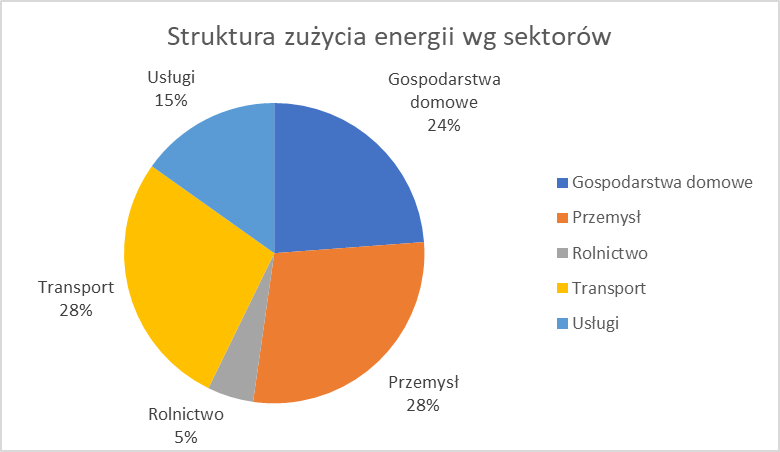 Struktura zużycia energii wg sektorów
Usługi
15%
Gospodarstwa
domowe
24%
Transport
28%
Przemysł
28%
Rolnictwo
5%
Gospodarstwa domowe
Przemysł
Rolnictwo
Transport
Usługi